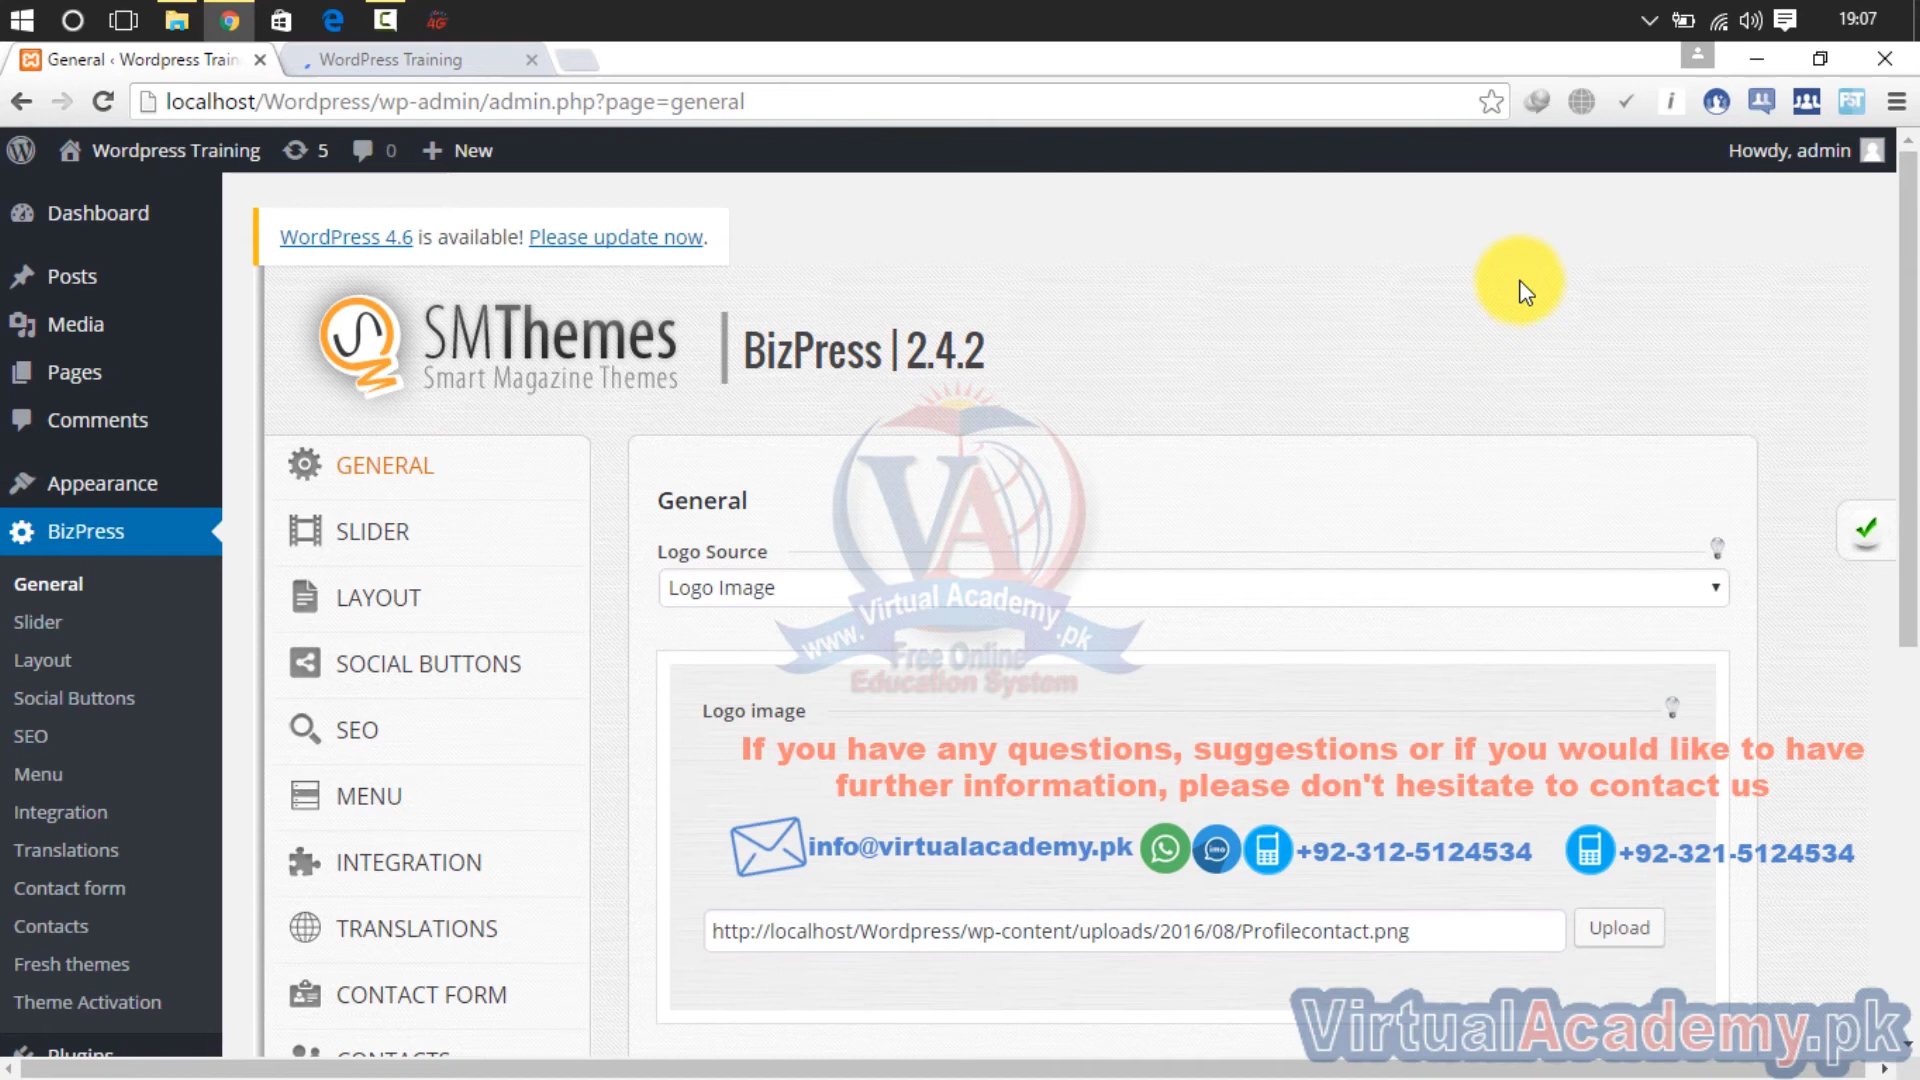 19:07
General ‹ Wordpress Train
WordPress Training
localhost/Wordpress/wp-admin/admin.php?page=general
Wordpress Training
5
0
New
Howdy, admin
Dashboard
Posts
Media
Pages
Comments
Appearance
BizPress
General
Slider
Layout
Social Buttons
SEO
Menu
Integration
Translations
Contact form
Contacts
Fresh themes
Theme Activation
Plugins
WordPress 4.6 is available! Please update now.
SMThemes
Smart Magazine Themes
BizPress | 2.4.2
GENERAL
SLIDER
LAYOUT
SOCIAL BUTTONS
SEO
MENU
INTEGRATION
TRANSLATIONS
CONTACT FORM
CONTACTS
General
Logo Source
Logo Image
VA
www.Virtual Academy.pk
Free Online
Education System
Logo image
If you have any questions, suggestions or if you would like to have
further information, please don't hesitate to contact us
info@virtualacademy.pk
imo
+92-312-5124534
+92-321-5124534
http://localhost/Wordpress/wp-content/uploads/2016/08/Profilecontact.png
Upload
VirtualAcademy.pk